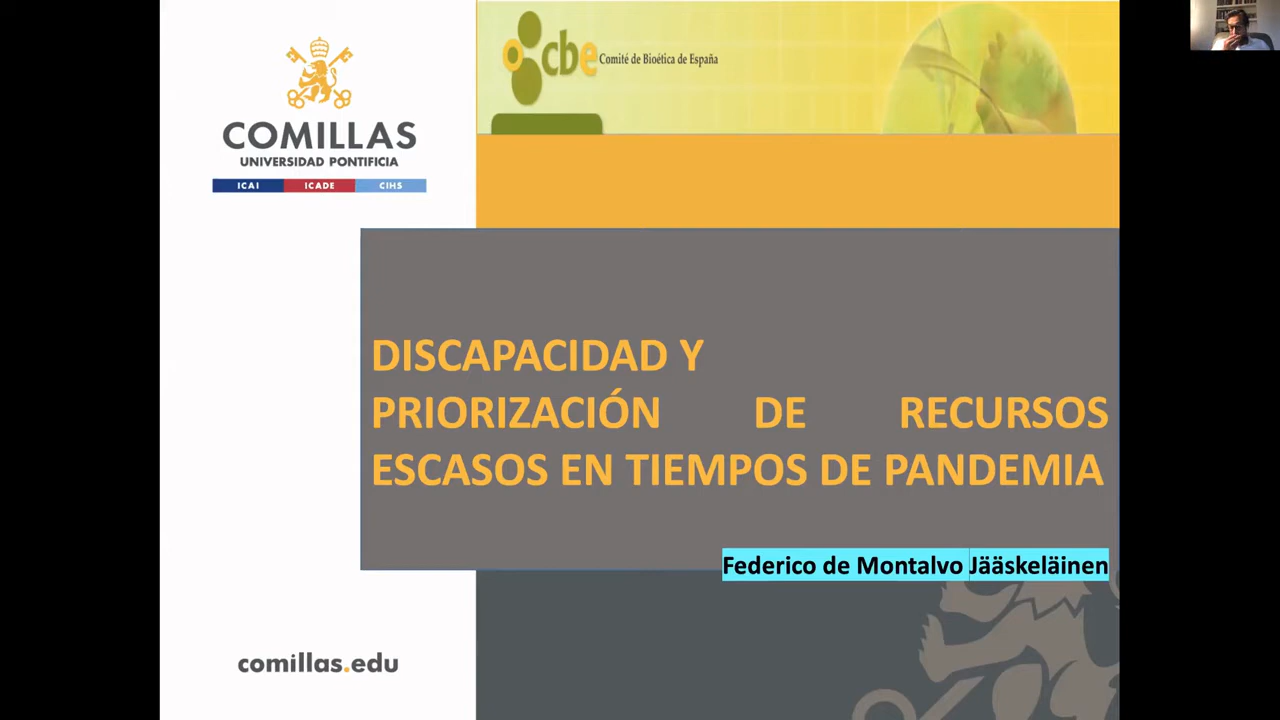 COMILLAS
UNIVERSIDAD PONTIFICIA
ICAI ICADE CIHS
cbe Comité de Bioética de España
DISCAPACIDAD Y
PRIORIZACIÓN DE RECURSOS
ESCASOS EN TIEMPOS DE PANDEMIA
Federico de Montalvo Jääskeläinen
comillas.edu